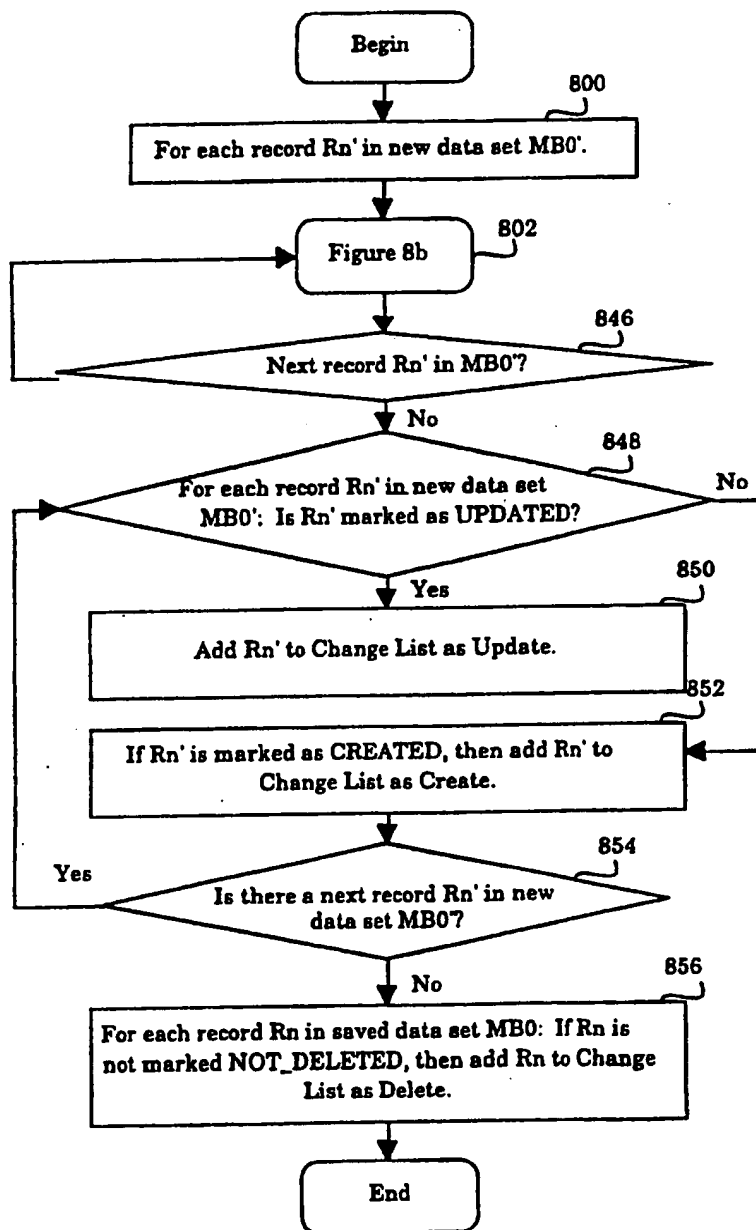 Begin
800
For each record Rn' in new data set MB0'.
Figure 8b
802
846
Next record Rn' in MB0'?
No
848
For each record Rn' in new data set
MB0': Is Rn' marked as UPDATED?
No
Yes
850
Add Rn' to Change List as Update.
852
If Rn' is marked as CREATED, then add Rn' to
Change List as Create.
854
Yes
Is there a next record Rn' in new
data set MB0'?
No
856
For each record Rn in saved data set MB0: If Rn is
not marked NOT_DELETED, then add Rn to Change
List as Delete.
End